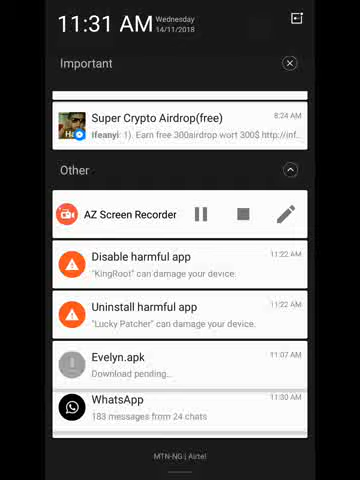 11:31 AM Wednesday
14/11/2018
Important
Super Crypto Airdrop(free) 8:24 AM
Ifeanyi: 1). Earn free 300airdrop wort 300$ http://inf..
Other
AZ Screen Recorder
Disable harmful app 11:22 AM
"KingRoot" can damage your device.
Uninstall harmful app 11:22 AM
"Lucky Patcher" can damage your device.
Evelyn.apk 11:07 AM
Download pending...
WhatsApp 11:30 AM
183 messages from 24 chats
MTN-NG | Airtel